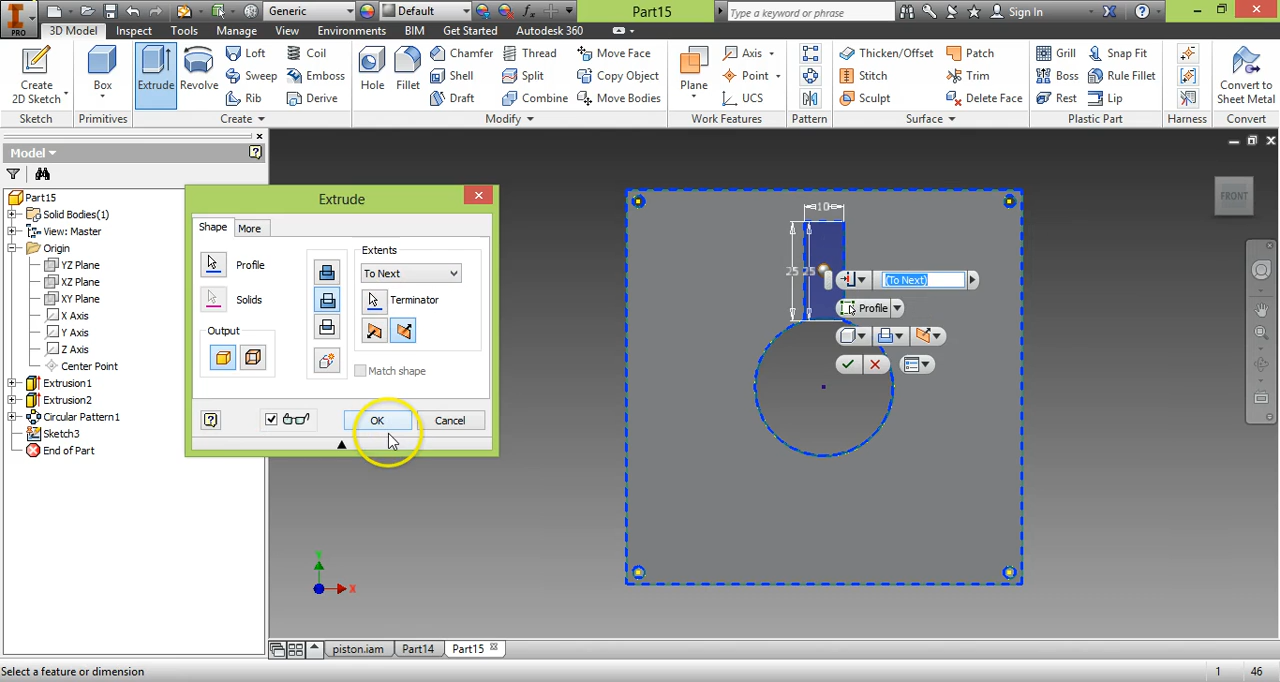 PRO
Generic
Default
fx
Part15
Type a keyword or phrase
Sign In
3D Model
Inspect
Tools
Manage
View
Environments
BIM
Get Started
Autodesk 360
Create
2D Sketch
Box
Extrude
Revolve
Loft
Sweep
Rib
Coil
Emboss
Derive
Hole
Fillet
Chamfer
Shell
Draft
Thread
Split
Combine
Move Face
Copy Object
Move Bodies
Plane
Axis
Point
UCS
Thicken/Offset
Stitch
Sculpt
Patch
Trim
Delete Face
Grill
Boss
Rest
Snap Fit
Rule Fillet
Lip
Convert to
Sheet Metal
Sketch
Primitives
Create
Modify
Work Features
Pattern
Surface
Plastic Part
Harness
Convert
Model
Part15
Solid Bodies(1)
View: Master
Origin
YZ Plane
XZ Plane
XY Plane
X Axis
Y Axis
Z Axis
Center Point
Extrusion1
Extrusion2
Circular Pattern1
Sketch3
End of Part
Extrude
Shape
More
Profile
Solids
Output
Extents
To Next
Terminator
Match shape
OK
Cancel
10
25
25
(To Next)
Profile
FRONT
Y
X
piston.iam
Part14
Part15
Select a feature or dimension
1
46